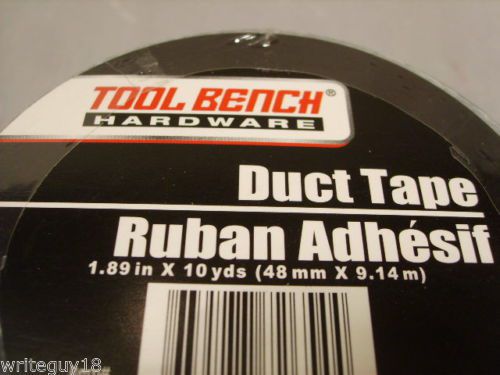 TOOL BENCH®
HARDWARE
Duct Tape
Ruban Adhésif
1.89 in X 10 yds (48 mm X 9.14 m)
writeguy18